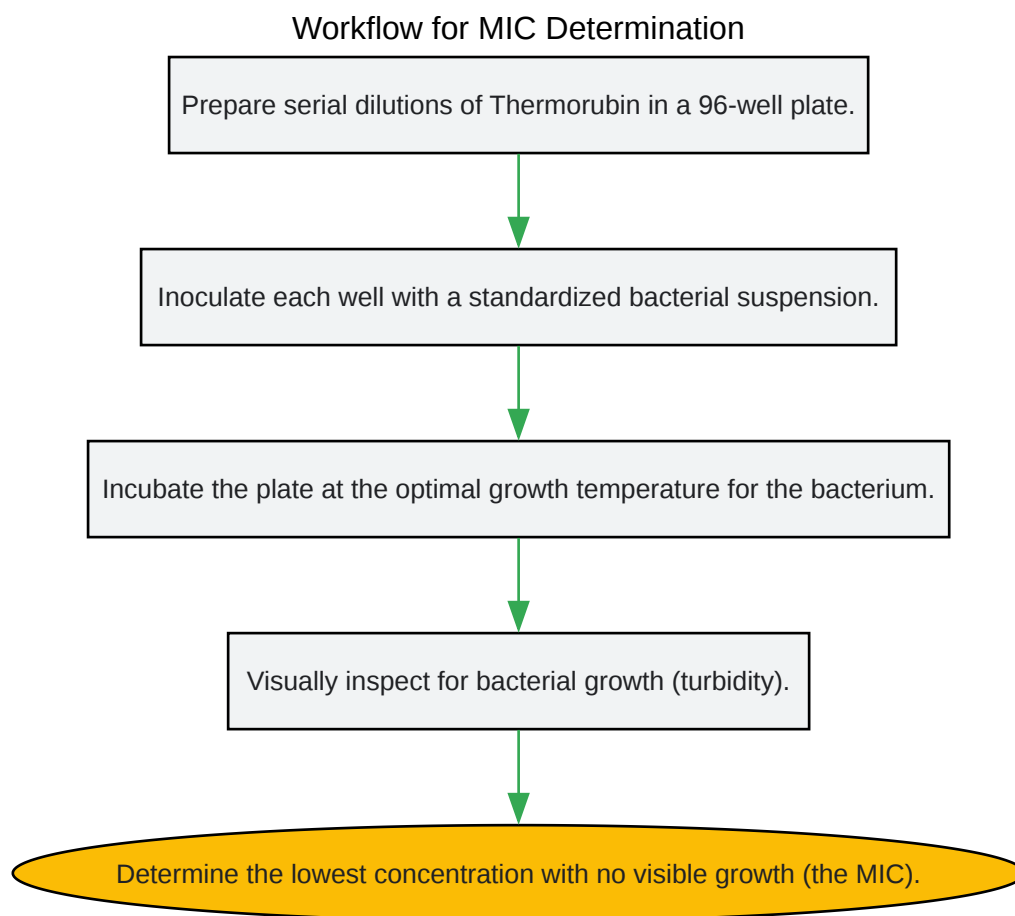 Workflow for MIC Determination
Prepare serial dilutions of Thermorubin in a 96-well plate.
Inoculate each well with a standardized bacterial suspension.
Incubate the plate at the optimal growth temperature for the bacterium.
Visually inspect for bacterial growth (turbidity).
Determine the lowest concentration with no visible growth (the MIC).